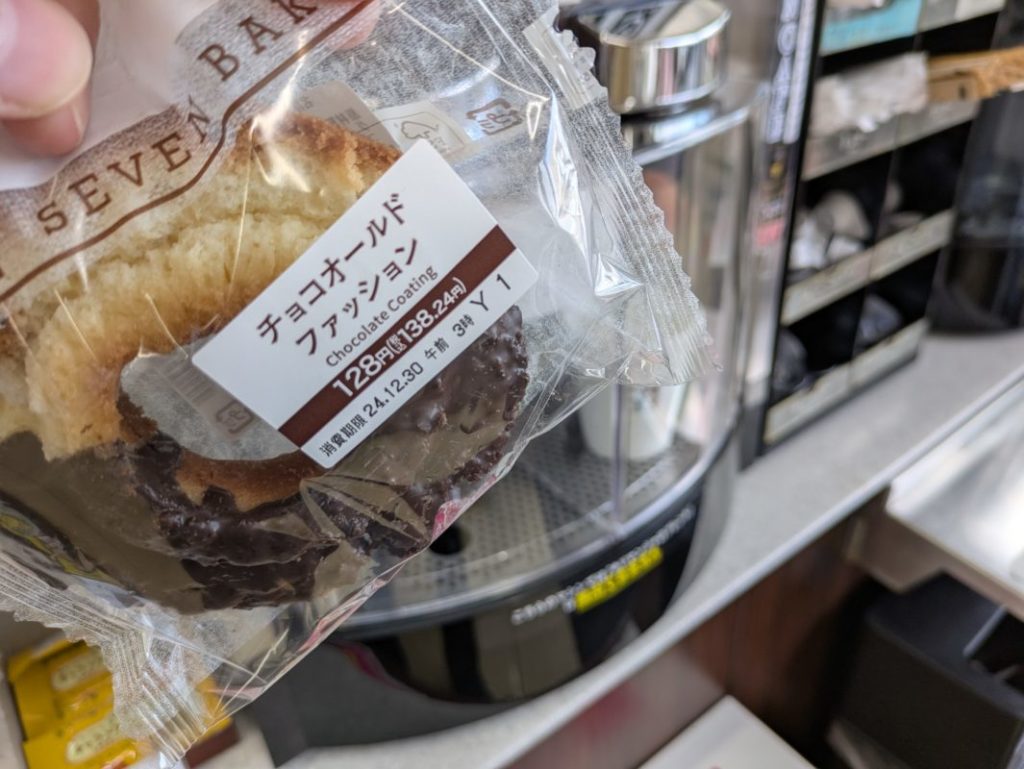 SEVEN BAK
チョコオールド
ファッション
Chocolate Coating
128円(税込138.24円)
消費期限 24.12.30 午前 3時 Y 1